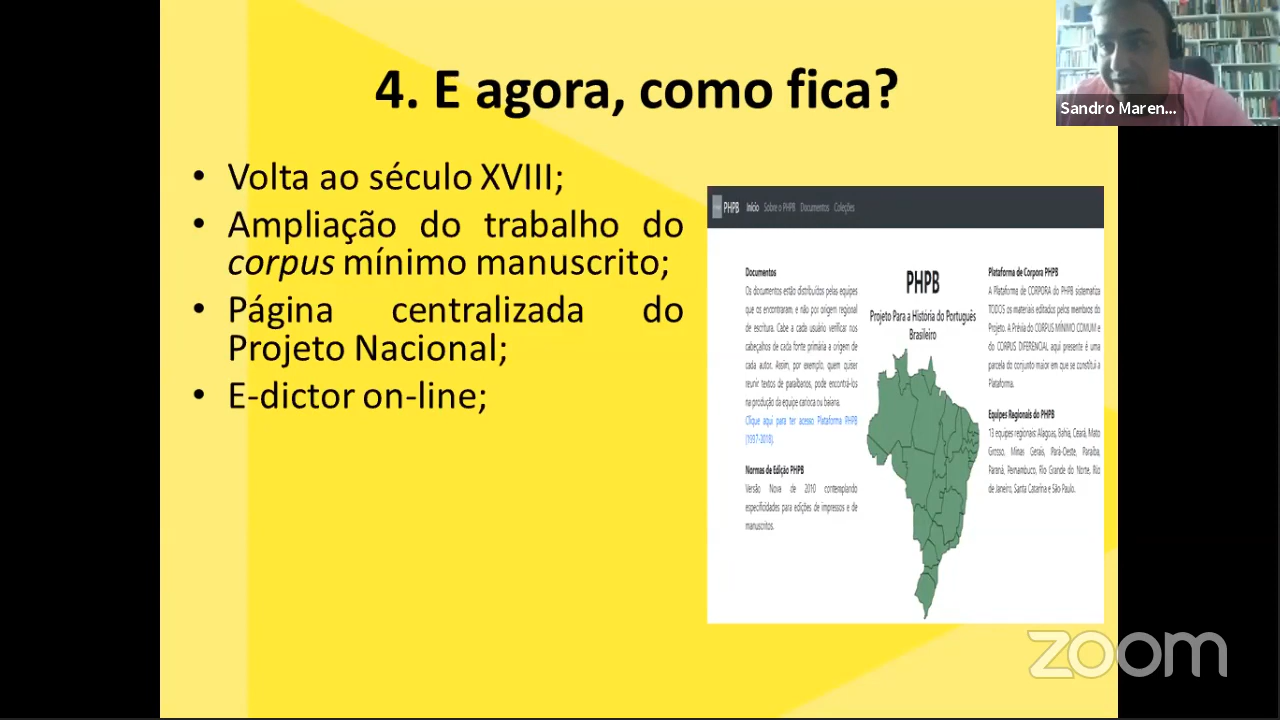 4. E agora, como fica?
Sandro Maren...
• Volta ao século XVIII;
• Ampliação do trabalho do
corpus mínimo manuscrito;
• Página centralizada do
Projeto Nacional;
• E-dictor on-line;
PHPB Início Sobre o PHPB Documentos Coleções
Documentos
Os documentos estão distribuídos pelas equipes
que os encontraram, e não por origem regional
de escritura. Cabe a cada usuário verificar nos
cabeçalhos de cada fonte primária a origem de
cada autor. Assim, por exemplo, quem quiser
reunir textos de paraibanos, pode encontrá-los
na produção da equipe carioca ou baiana.
Clique aqui para ter acesso Plataforma PHPB
(1997-2018).
Normas de Edição PHPB
Versão Nova de 2010 contemplando
especificidades para edições de impressos e de
manuscritos.
PHPB
Projeto Para a História do Português
Brasileiro
Plataforma de Corpora PHPB
A Plataforma de CORPORA do PHPB sistematiza
TODOS os materiais editados pelos membros do
Projeto. A Prévia do CORPUS MÍNIMO COMUM e
do CORPUS DIFERENCIAL aqui presente é uma
parcela do conjunto maior em que se constitui a
Plataforma.
Equipes Regionais do PHPB
13 equipes regionais: Alagoas, Bahia, Ceará, Mato
Grosso, Minas Gerais, Pará-Oeste, Paraíba,
Paraná, Pernambuco, Rio Grande do Norte, Rio
de Janeiro, Santa Catarina e São Paulo.
zoom